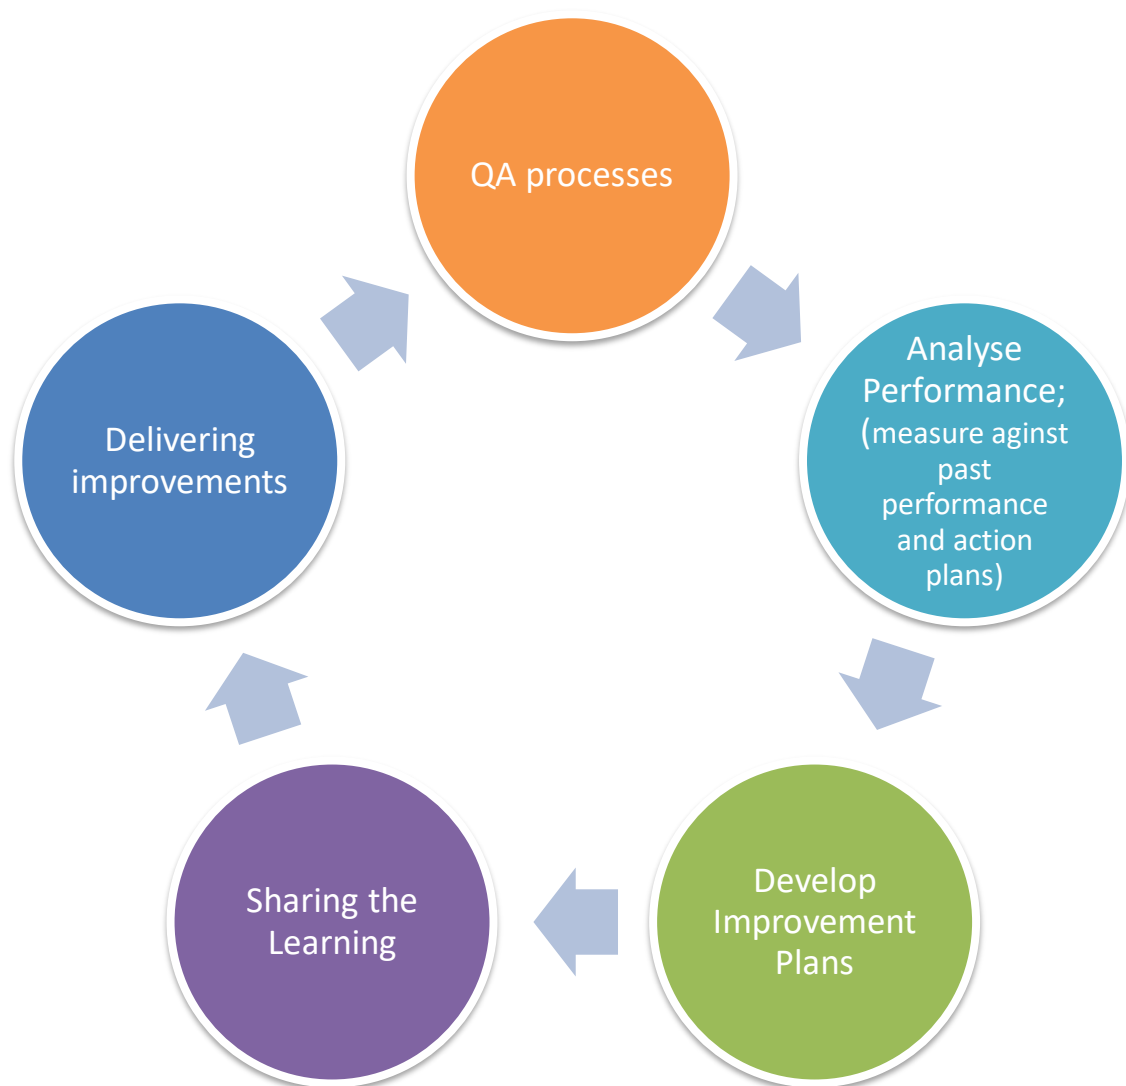 QA processes
Analyse
Performance;
(measure aginst
past
performance
and action
plans)
Develop
Improvement
Plans
Sharing the
Learning
Delivering
improvements